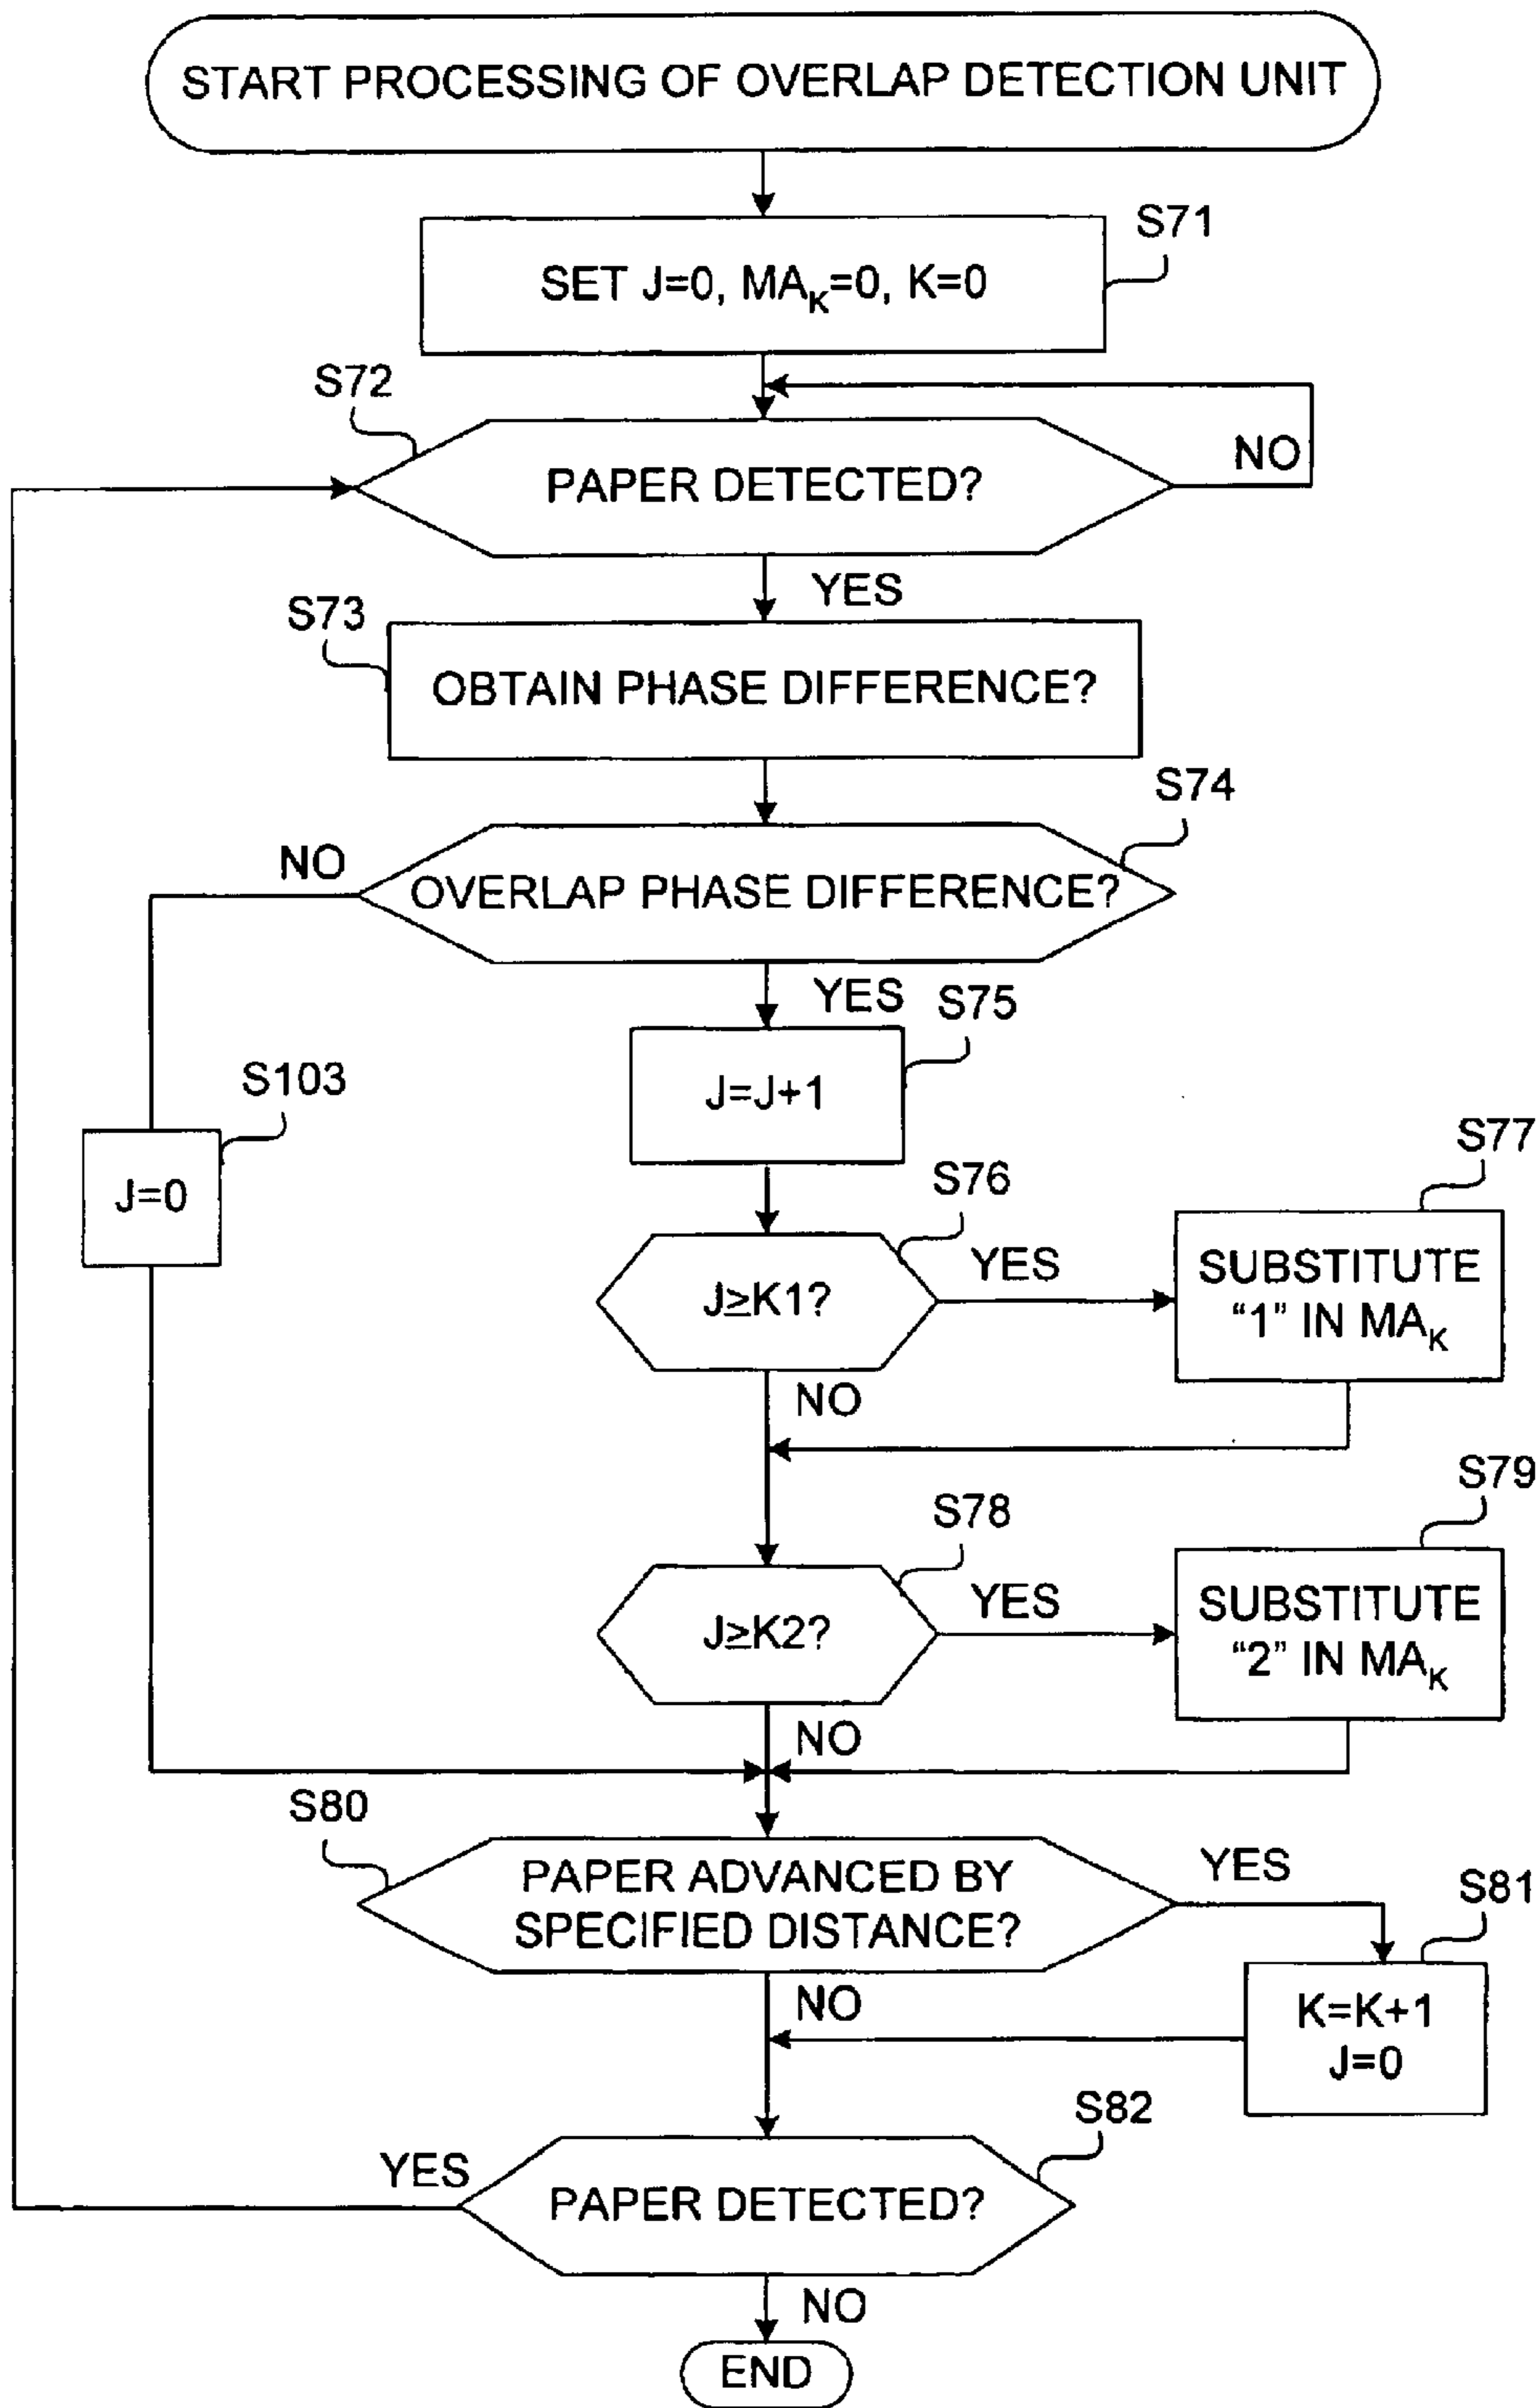 START PROCESSING OF OVERLAP DETECTION UNIT
S71
SET J=0, MAK=0, K=0
S72
PAPER DETECTED?
NO
YES
S73
OBTAIN PHASE DIFFERENCE?
S74
NO
OVERLAP PHASE DIFFERENCE?
YES
S75
J=J+1
S103
J=0
S76
J≥K1?
YES
S77
SUBSTITUTE
“1” IN MAK
NO
S78
J≥K2?
YES
S79
SUBSTITUTE
“2” IN MAK
NO
S80
PAPER ADVANCED BY
SPECIFIED DISTANCE?
YES
S81
K=K+1
J=0
NO
S82
YES
PAPER DETECTED?
NO
END